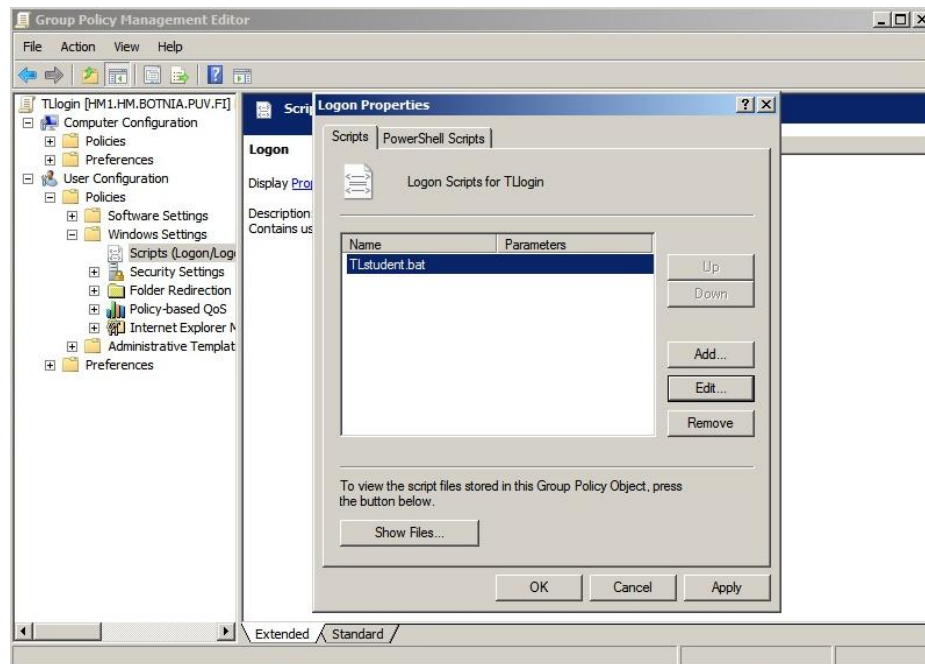 Group Policy Management Editor
File Action View Help
TLlogin [HM1.HM.BOTNIA.PUV.FI]
Computer Configuration
Policies
Preferences
User Configuration
Policies
Software Settings
Windows Settings
Scripts (Logon/Log
Security Settings
Folder Redirection
Policy-based QoS
Internet Explorer M
Administrative Templat
Preferences
Scrip
Logon
Display Prop
Description:
Contains us
Logon Properties
Scripts PowerShell Scripts
Logon Scripts for TLlogin
Name Parameters
TLstudent.bat
Up
Down
Add...
Edit...
Remove
To view the script files stored in this Group Policy Object, press
the button below.
Show Files...
OK Cancel Apply
Extended Standard